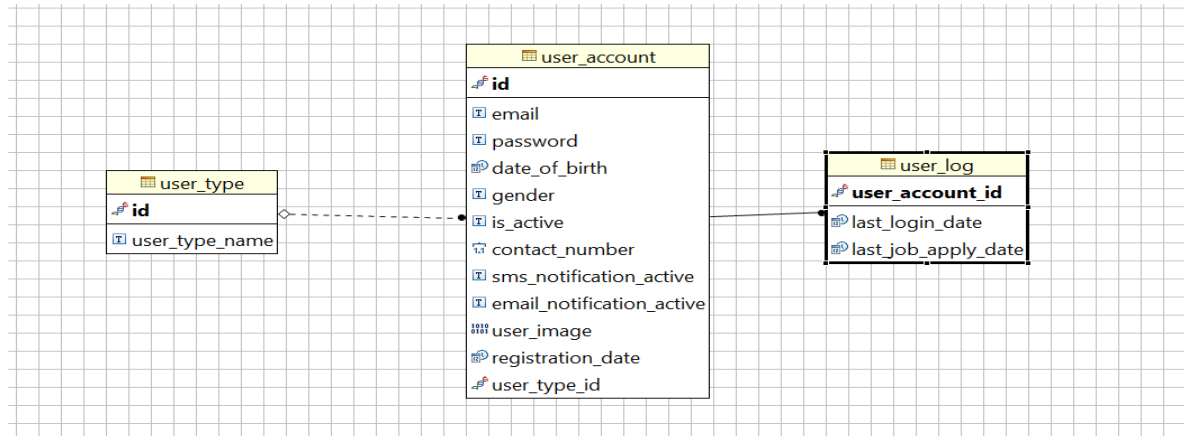 user_type
id
user_type_name
user_account
id
email
password
date_of_birth
gender
is_active
contact_number
sms_notification_active
email_notification_active
user_image
registration_date
user_type_id
user_log
user_account_id
last_login_date
last_job_apply_date